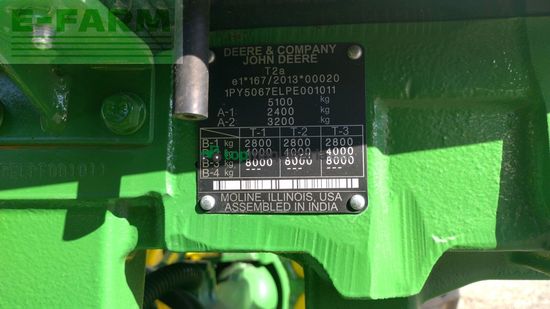 E-FARM
DEERE & COMPANY
JOHN DEERE
T2a
e1*167/2013*00020
1PY5067ELPE001011
5100 kg
A-1: 2400 kg
A-2: 3200 kg
T-1 T-2 T-3
B-1 kg 2800 2800 2800
kg 4000 4000 4000
B-3 kg 8000 8000 8000
B-4 kg --- --- ---
MOLINE, ILLINOIS, USA
ASSEMBLED IN INDIA